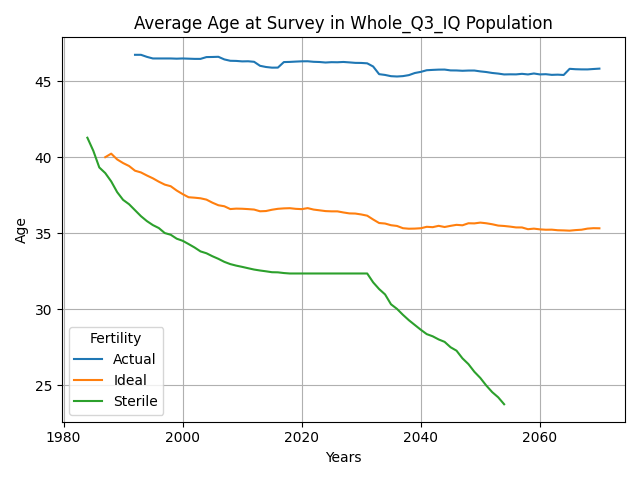 Average Age at Survey in Whole_Q3_IQ Population
Age
45
40
35
30
25
Fertility
Actual
Ideal
Sterile
1980
2000
2020
2040
2060
Years